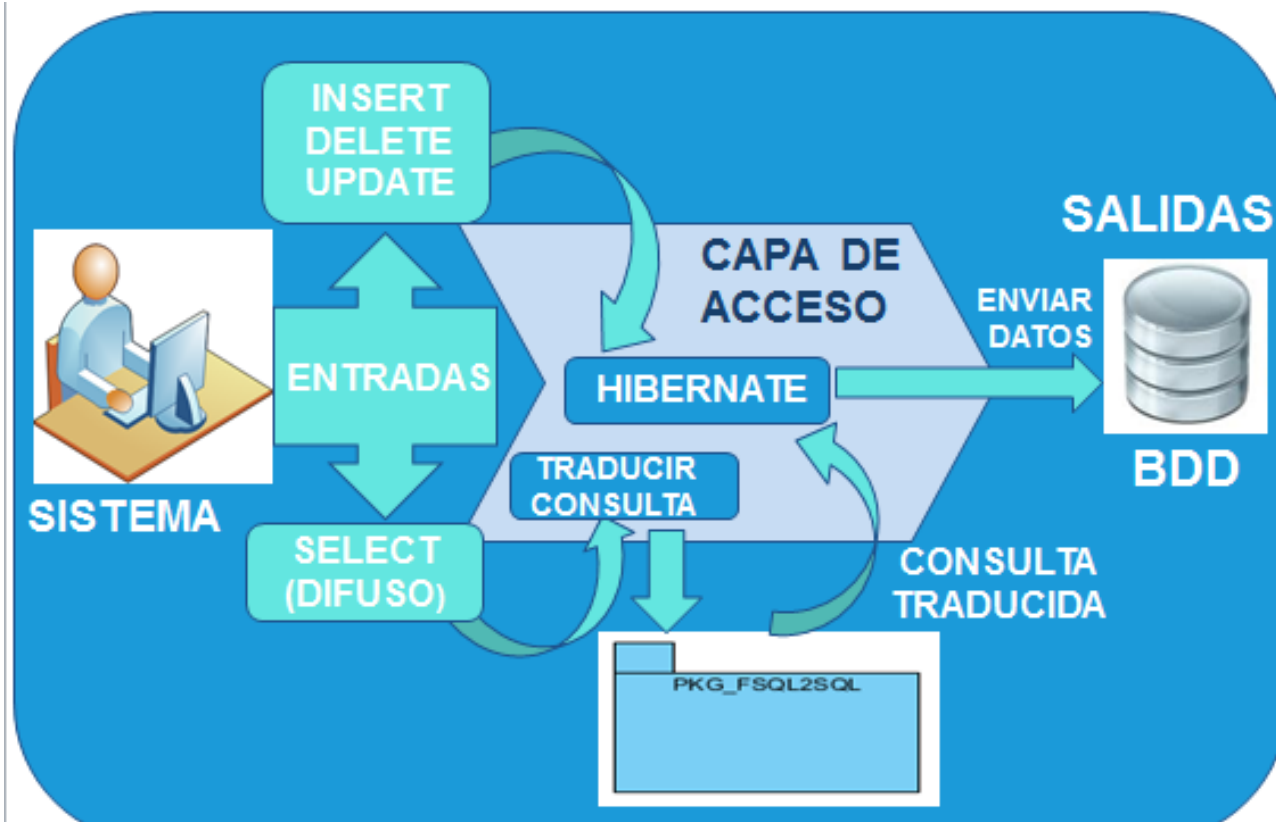 INSERT
DELETE
UPDATE
SALIDAS
CAPA DE
ACCESO
ENVIAR
DATOS
ENTRADAS
HIBERNATE
BDD
TRADUCIR
CONSULTA
SISTEMA
SELECT
(DIFUSO)
CONSULTA
TRADUCIDA
PKG_FSQL2SQL